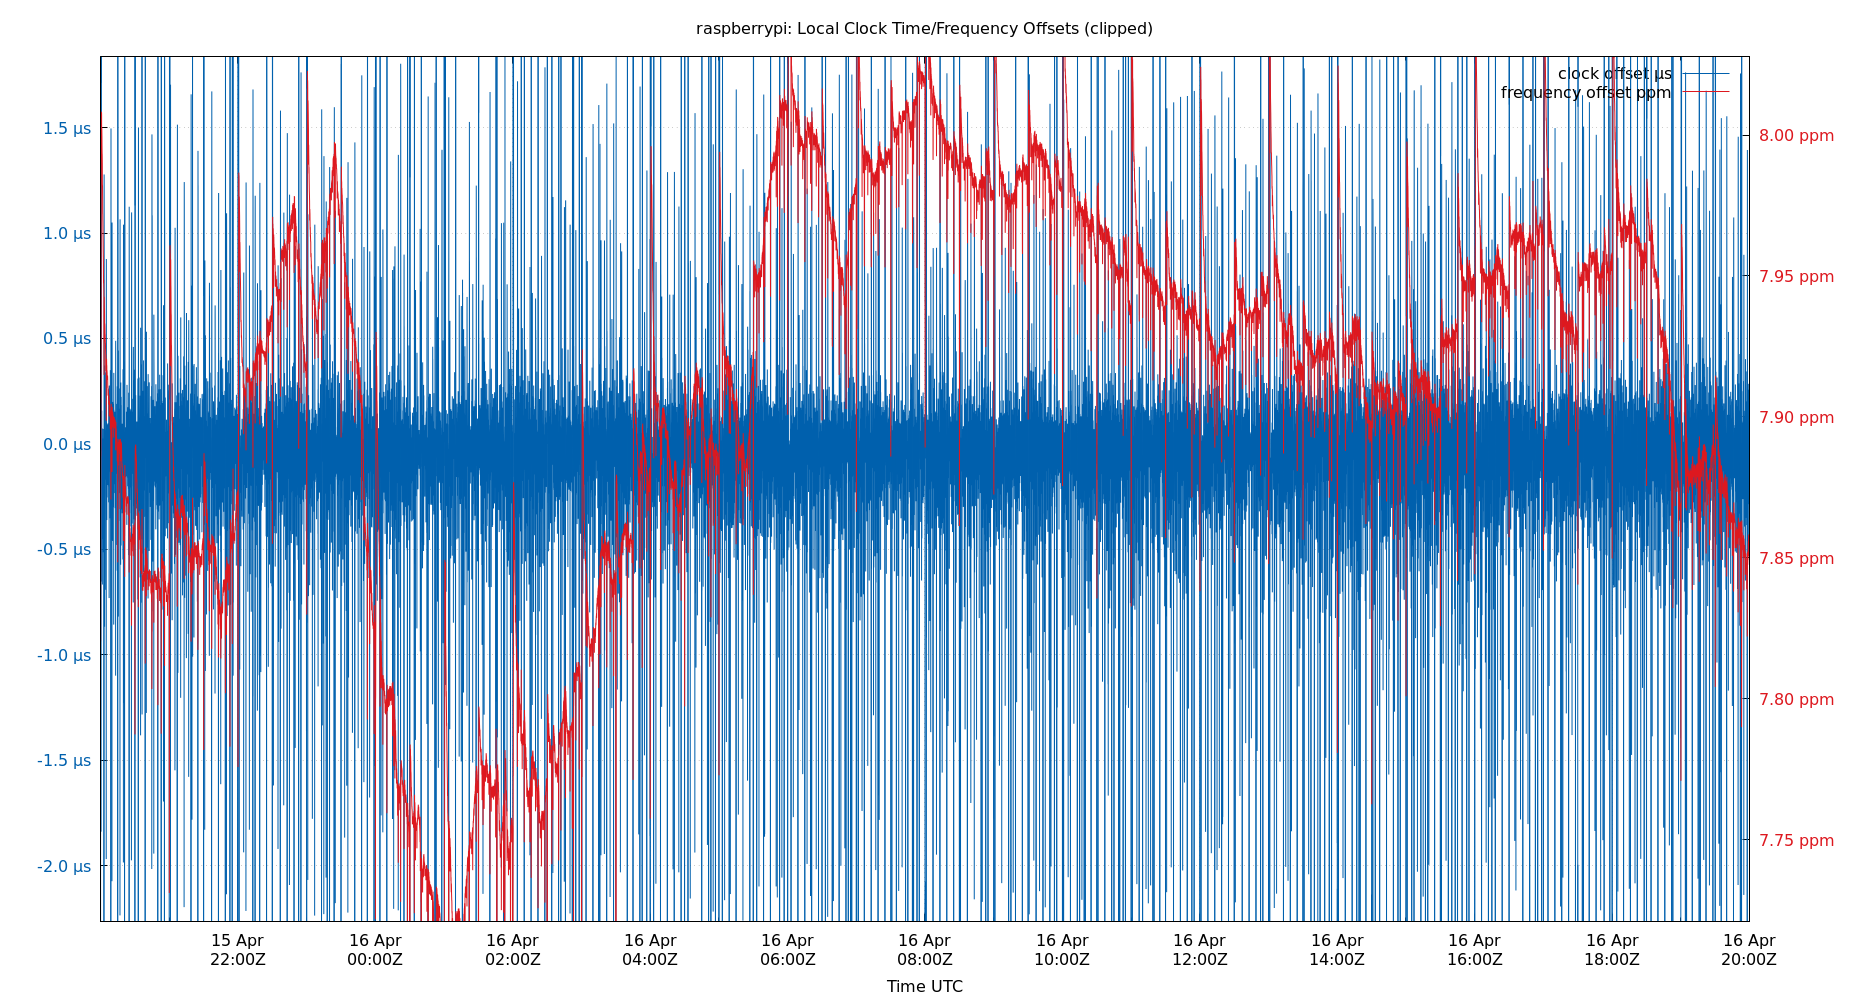 raspberrypi: Local Clock Time/Frequency Offsets (clipped)
clock offset µs
frequency offset ppm
1.5 µs
1.0 µs
0.5 µs
0.0 µs
-0.5 µs
-1.0 µs
-1.5 µs
-2.0 µs
8.00 ppm
7.95 ppm
7.90 ppm
7.85 ppm
7.80 ppm
7.75 ppm
15 Apr
22:00Z
16 Apr
00:00Z
16 Apr
02:00Z
16 Apr
04:00Z
16 Apr
06:00Z
16 Apr
08:00Z
16 Apr
10:00Z
16 Apr
12:00Z
16 Apr
14:00Z
16 Apr
16:00Z
16 Apr
18:00Z
16 Apr
20:00Z
Time UTC